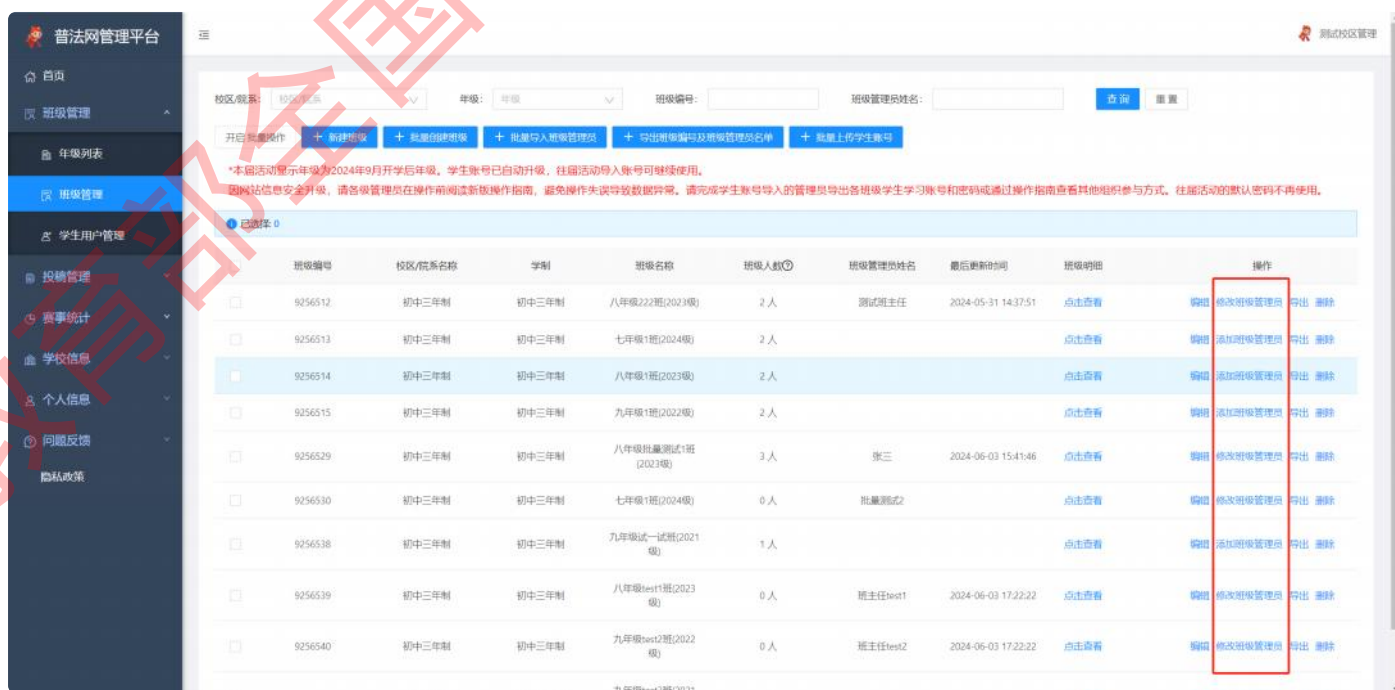 普法网管理平台
测试校区管理
首页
班级管理
年级列表
班级管理
学生用户管理
投稿管理
赛事统计
学校信息
个人信息
问题反馈
隐私政策
校区/院系: 校区/院系 年级: 年级 班级编号: 班级管理员姓名: 查询 重置
开启批量操作 + 新建班级 + 批量创建班级 + 批量导入班级管理员 + 导出班级编号及班级管理员名单 + 批量上传学生账号
*本届活动显示年级为2024年9月开学后年级。学生账号已自动升级，往届活动导入账号可继续使用。
因网站信息安全升级，请各级管理员在操作前阅读新版操作指南，避免操作失误导致数据异常。请完成学生账号导入的管理员导出各班级学生学习账号和密码或通过操作指南查看其他组织参与方式。往届活动的默认密码不再使用。
已选择 0
班级编号 校区/院系名称 学制 班级名称 班级人数 班级管理员姓名 最后更新时间 班级明细 操作
9256512 初中三年制 初中三年制 八年级222班(2023级) 2人 测试班主任 2024-05-31 14:37:51 点击查看 编辑 修改班级管理员 导出 删除
9256513 初中三年制 初中三年制 七年级1班(2024级) 2人 点击查看 编辑 添加班级管理员 导出 删除
9256514 初中三年制 初中三年制 八年级1班(2023级) 2人 点击查看 编辑 添加班级管理员 导出 删除
9256515 初中三年制 初中三年制 九年级1班(2022级) 2人 点击查看 编辑 添加班级管理员 导出 删除
9256529 初中三年制 初中三年制 八年级批量测试1班(2023级) 3人 张三 2024-06-03 15:41:46 点击查看 编辑 修改班级管理员 导出 删除
9256530 初中三年制 初中三年制 七年级1班(2024级) 0人 批量测试2 点击查看 编辑 修改班级管理员 导出 删除
9256538 初中三年制 初中三年制 九年级试一试班(2021级) 1人 点击查看 编辑 添加班级管理员 导出 删除
9256539 初中三年制 初中三年制 八年级test1班(2023级) 0人 班主任test1 2024-06-03 17:22:22 点击查看 编辑 修改班级管理员 导出 删除
9256540 初中三年制 初中三年制 九年级test2班(2022级) 0人 班主任test2 2024-06-03 17:22:22 点击查看 编辑 修改班级管理员 导出 删除
教育部全国